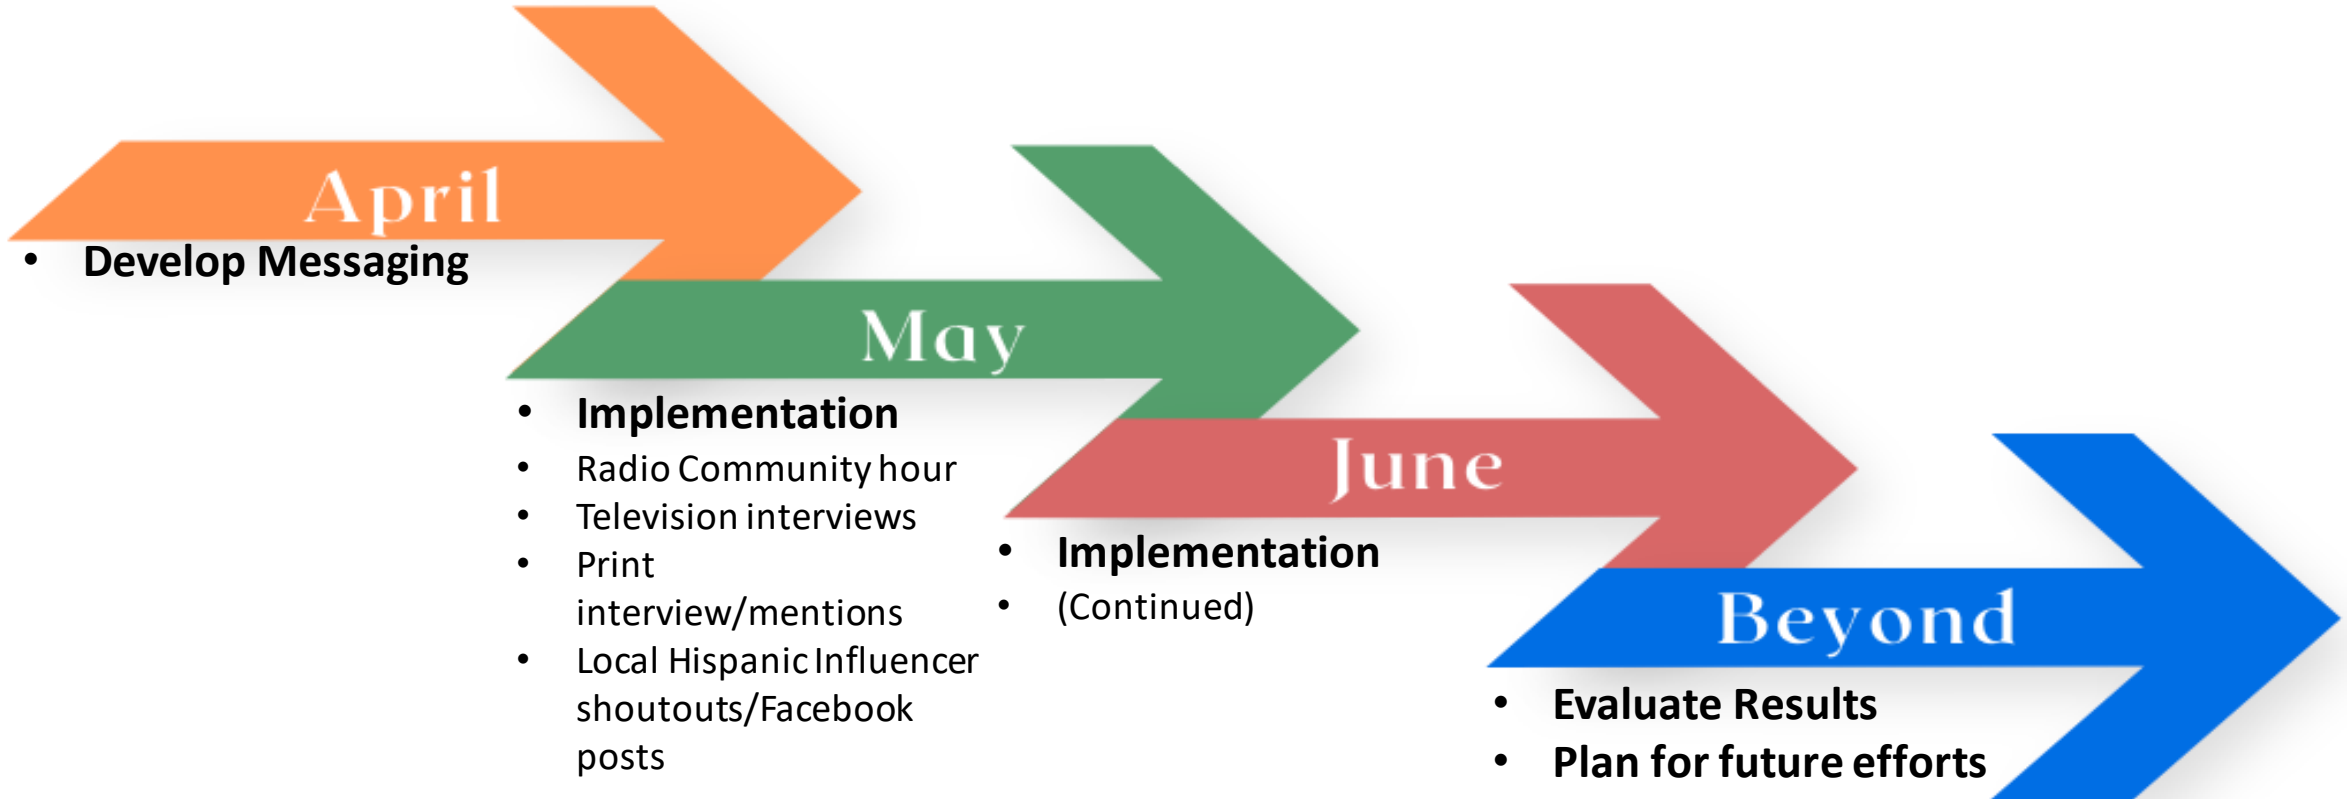 April
• Develop Messaging
May
• Implementation
• Radio Community hour
• Television interviews
• Print
interview/mentions
• Local Hispanic Influencer
shoutouts/Facebook
posts
June
• Implementation
• (Continued)
Beyond
• Evaluate Results
• Plan for future efforts